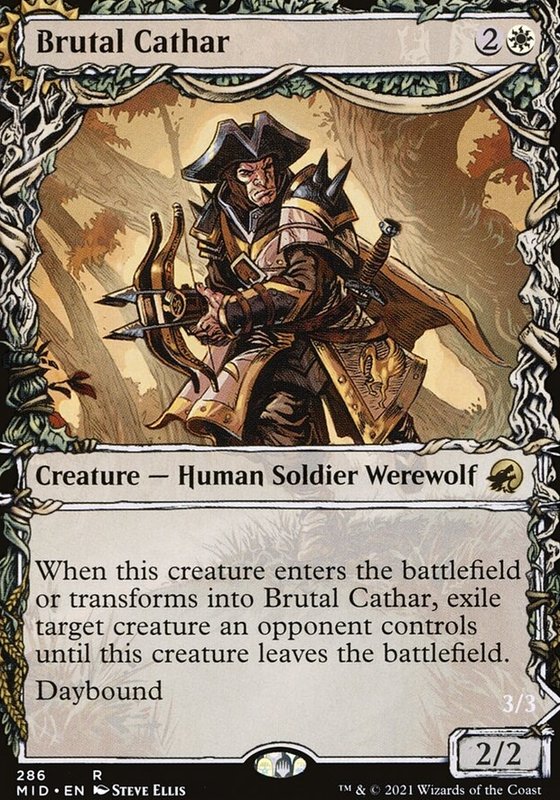 Brutal Cathar 2
Creature — Human Soldier Werewolf
When this creature enters the battlefield
or transforms into Brutal Cathar, exile
target creature an opponent controls
until this creature leaves the battlefield.
Daybound
3/3
2/2
286 R
MID • EN STEVE ELLIS ™ & © 2021 Wizards of the Coast